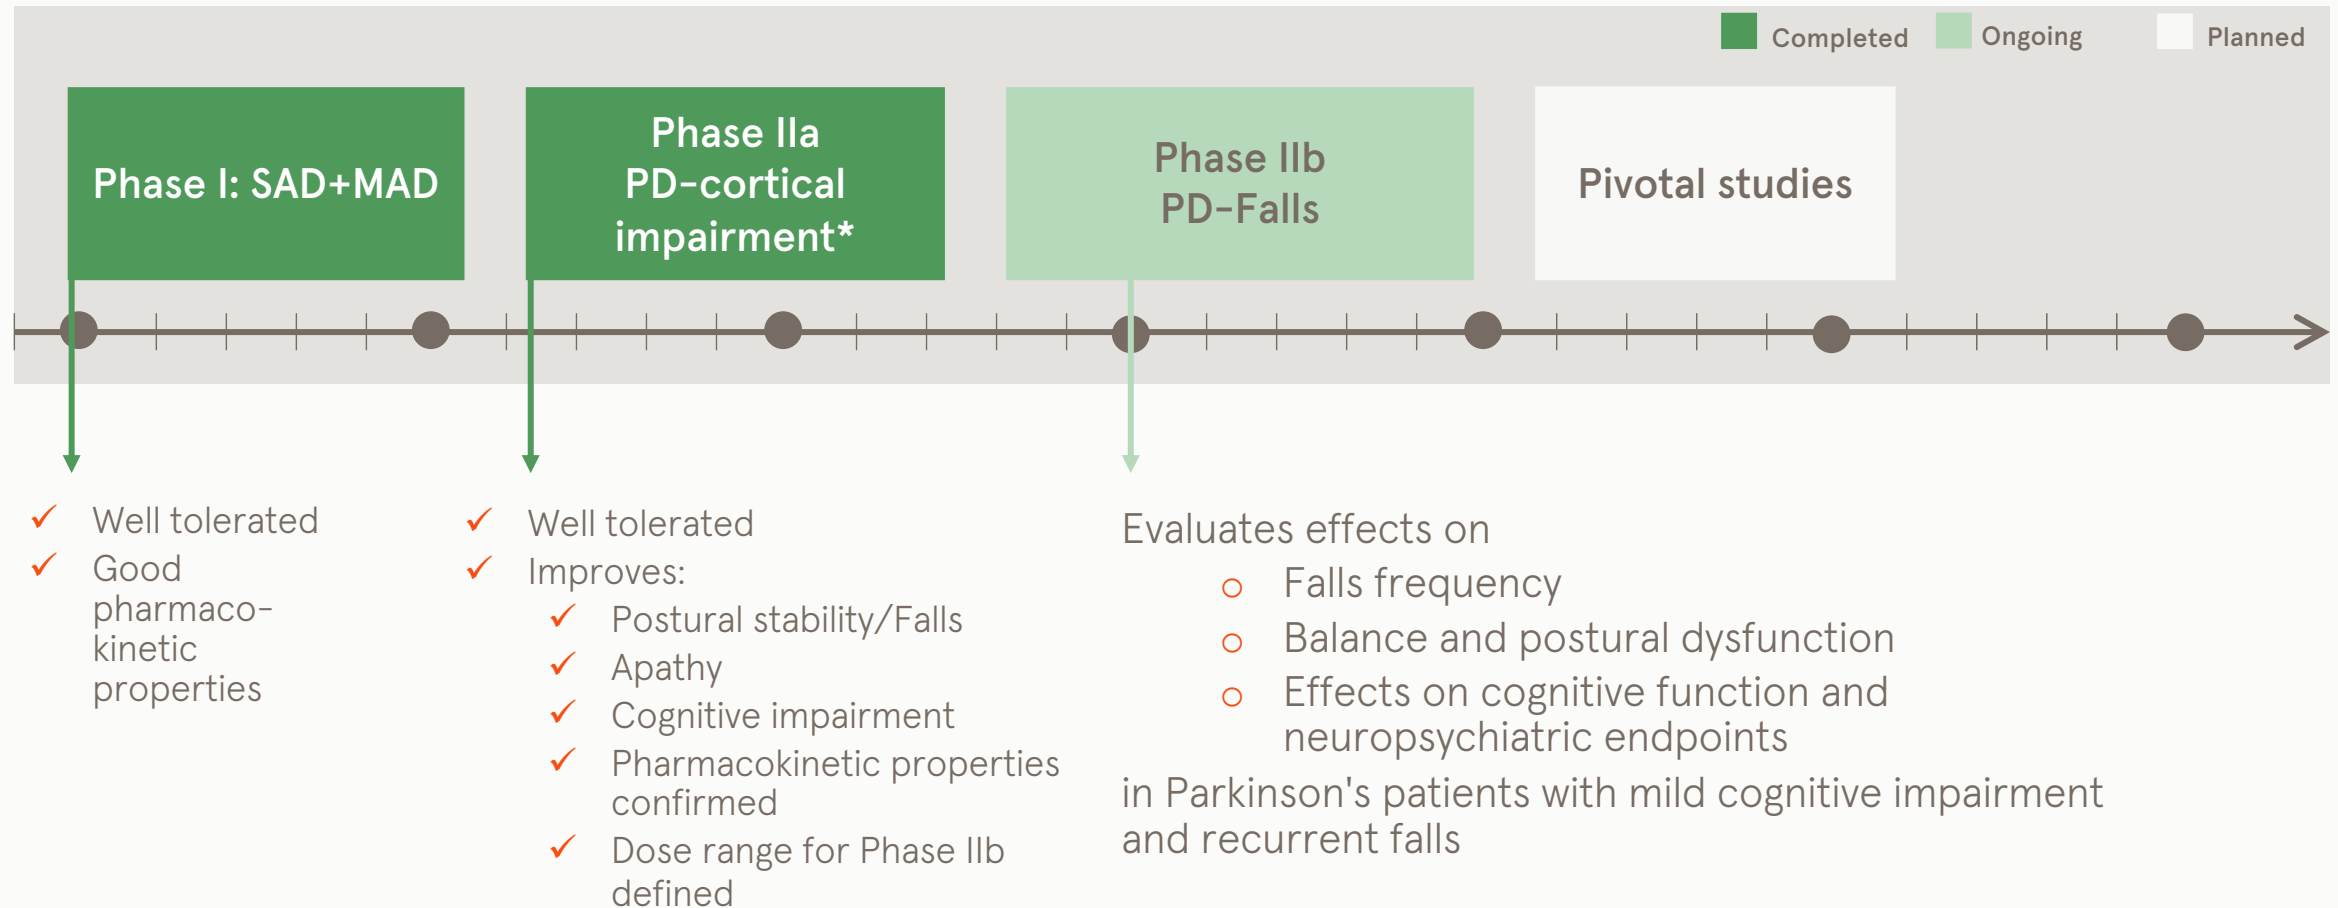 Completed
Ongoing
Planned
Phase I: SAD+MAD
Phase IIa
PD-cortical
impairment*
Phase IIb
PD-Falls
Pivotal studies
Well tolerated
Good
pharmaco-
kinetic
properties
Well tolerated
Improves:
Postural stability/Falls
Apathy
Cognitive impairment
Pharmacokinetic properties
confirmed
Dose range for Phase IIb
defined
Evaluates effects on
Falls frequency
Balance and postural dysfunction
Effects on cognitive function and
neuropsychiatric endpoints
in Parkinson's patients with mild cognitive impairment
and recurrent falls